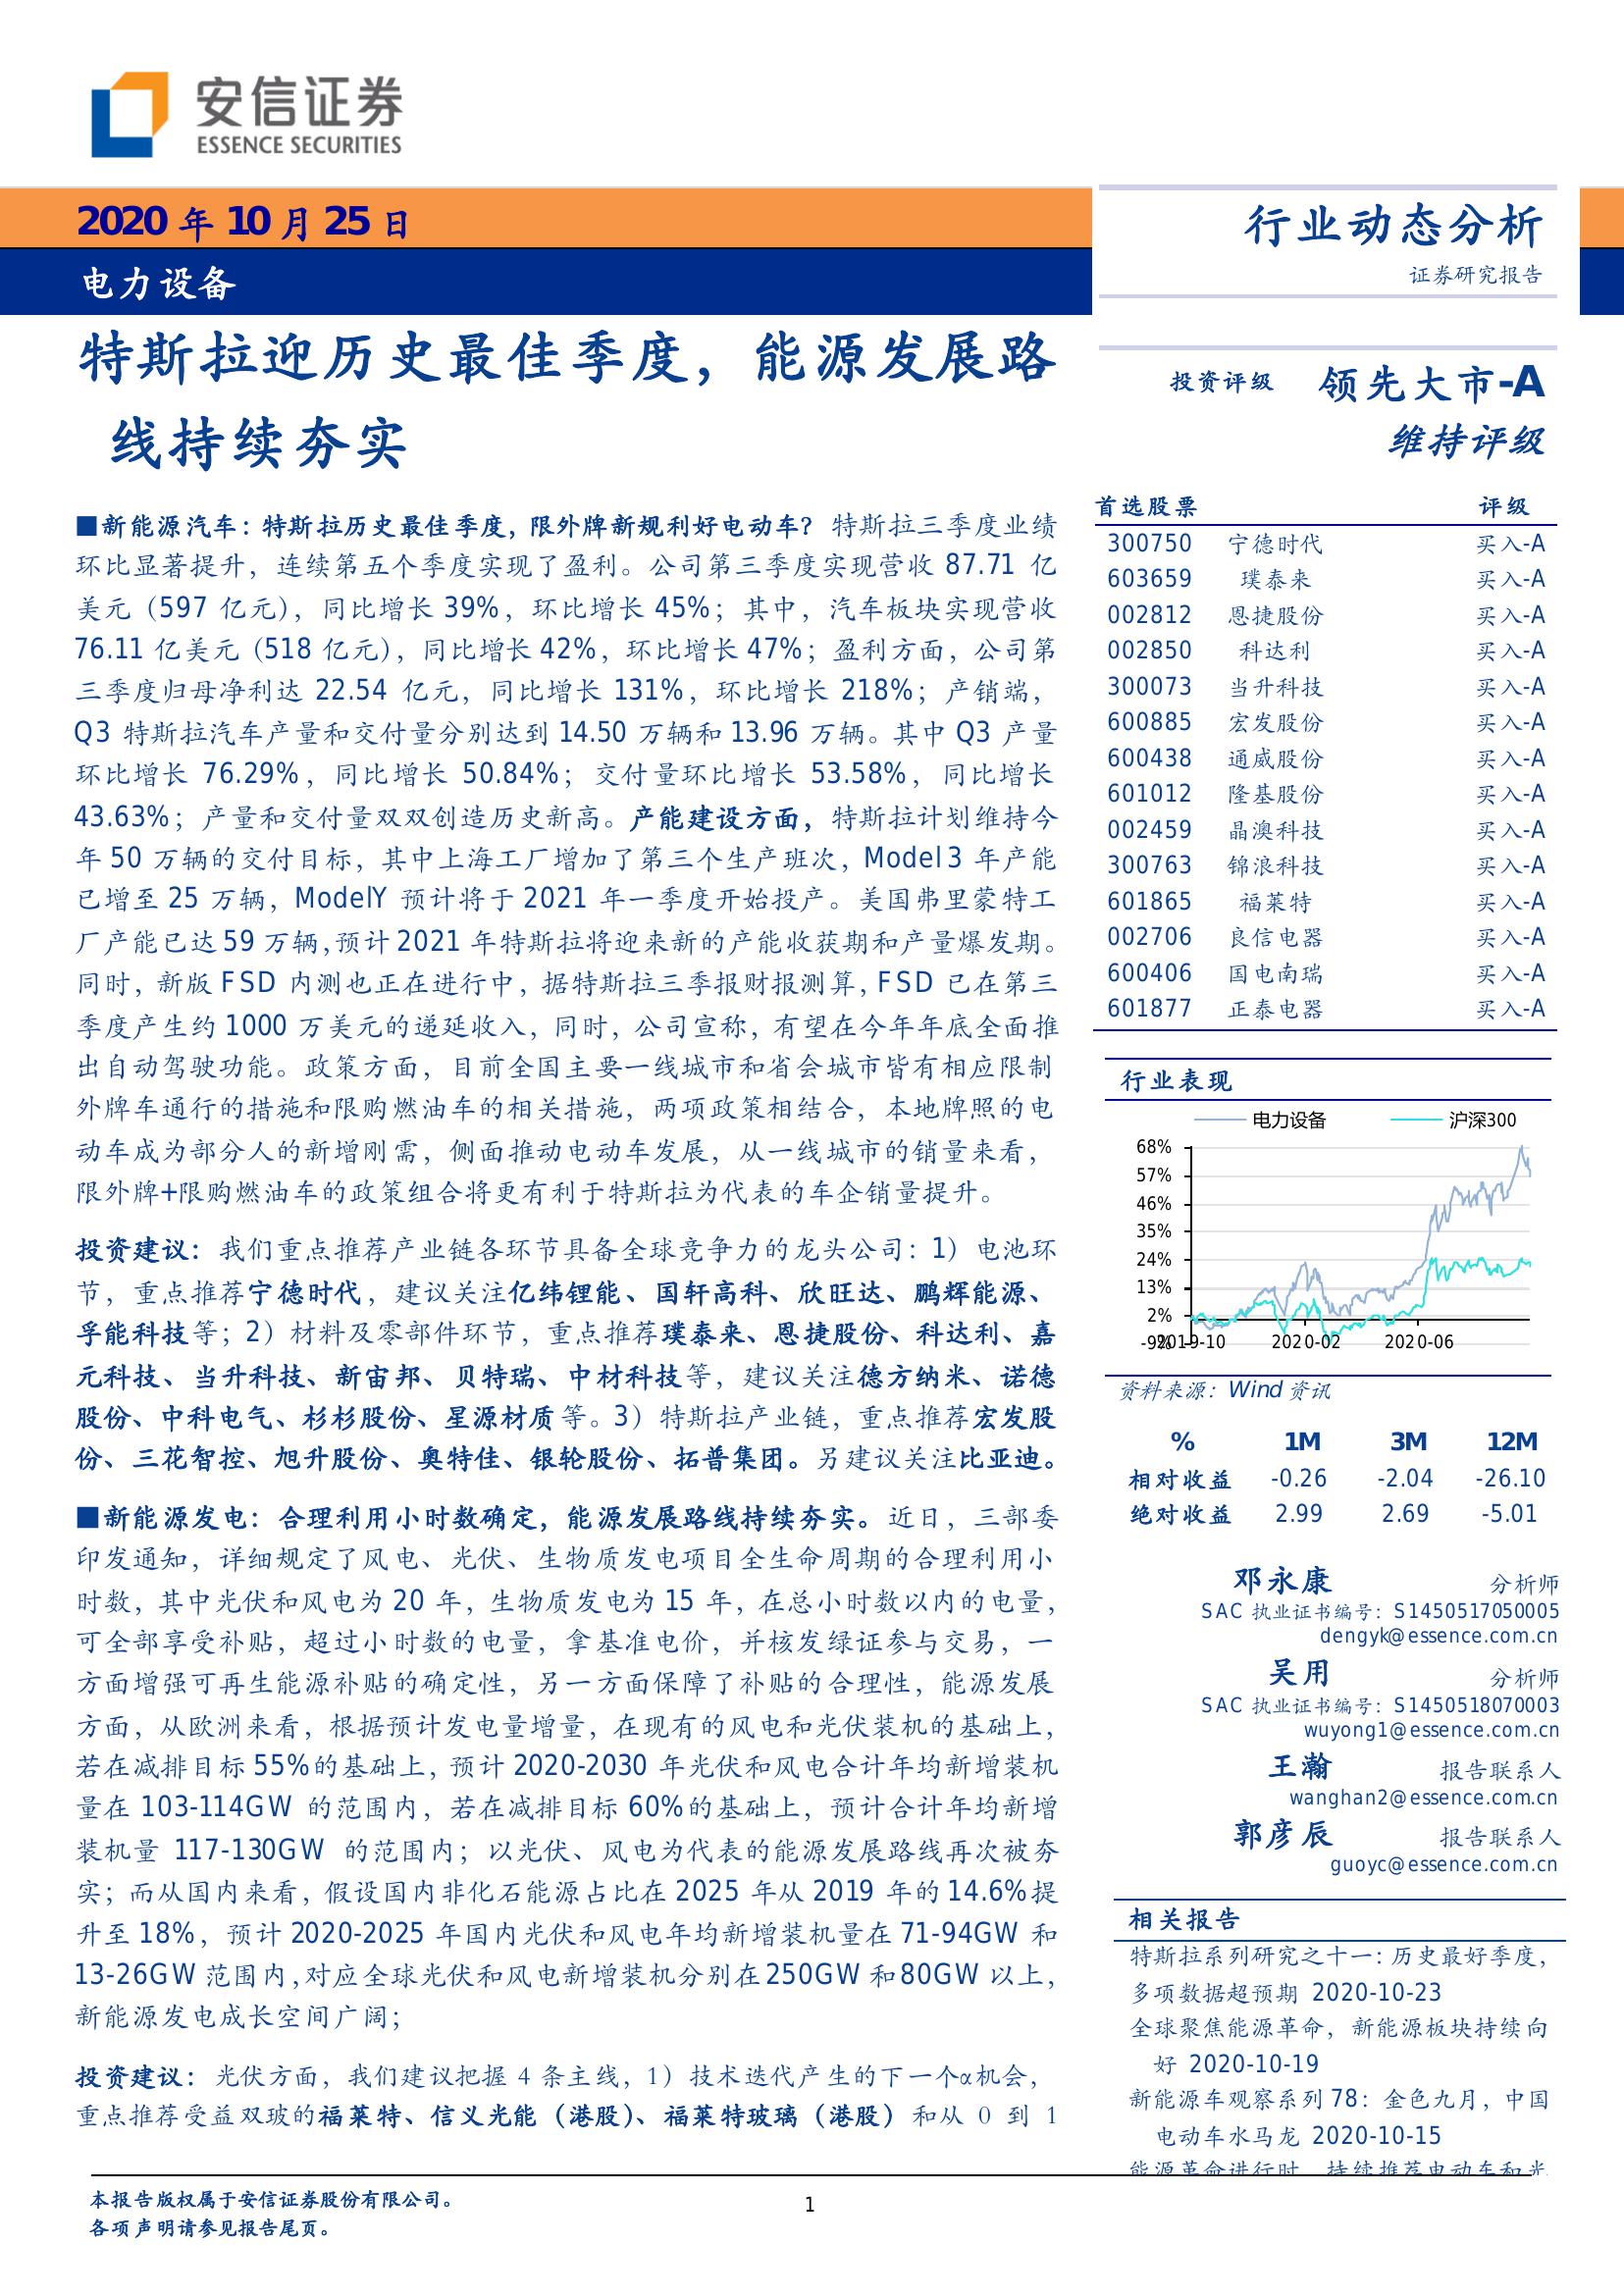 安信证券
ESSENCE SECURITIES
2020 年 10 月 25 日
电力设备
行业动态分析
证券研究报告
特斯拉迎历史最佳季度，能源发展路
线持续夯实
■新能源汽车：特斯拉历史最佳季度，限外牌新规利好电动车？特斯拉三季度业绩
环比显著提升，连续第五个季度实现了盈利。公司第三季度实现营收 87.71 亿
美元（597 亿元），同比增长 39%，环比增长 45%；其中，汽车板块实现营收
76.11 亿美元（518 亿元），同比增长 42%，环比增长 47%；盈利方面，公司第
三季度归母净利达 22.54 亿元，同比增长 131%，环比增长 218%；产销端，
Q3 特斯拉汽车产量和交付量分别达到 14.50 万辆和 13.96 万辆。其中 Q3 产量
环比增长 76.29%，同比增长 50.84%；交付量环比增长 53.58%，同比增长
43.63%；产量和交付量双双创造历史新高。产能建设方面，特斯拉计划维持今
年 50 万辆的交付目标，其中上海工厂增加了第三个生产班次，Model 3 年产能
已增至 25 万辆，ModelY 预计将于 2021 年一季度开始投产。美国弗里蒙特工
厂产能已达 59 万辆，预计 2021 年特斯拉将迎来新的产能收获期和产量爆发期。
同时，新版 FSD 内测也正在进行中，据特斯拉三季报财报测算，FSD 已在第三
季度产生约 1000 万美元的递延收入，同时，公司宣称，有望在今年年底全面推
出自动驾驶功能。政策方面，目前全国主要一线城市和省会城市皆有相应限制
外牌车通行的措施和限购燃油车的相关措施，两项政策相结合，本地牌照的电
动车成为部分人的新增刚需，侧面推动电动车发展，从一线城市的销量来看，
限外牌+限购燃油车的政策组合将更有利于特斯拉为代表的车企销量提升。
投资建议：我们重点推荐产业链各环节具备全球竞争力的龙头公司：1）电池环
节，重点推荐宁德时代，建议关注亿纬锂能、国轩高科、欣旺达、鹏辉能源、
孚能科技等；2）材料及零部件环节，重点推荐璞泰来、恩捷股份、科达利、嘉
元科技、当升科技、新宙邦、贝特瑞、中材科技等，建议关注德方纳米、诺德
股份、中科电气、杉杉股份、星源材质等。3）特斯拉产业链，重点推荐宏发股
份、三花智控、旭升股份、奥特佳、银轮股份、拓普集团。另建议关注比亚迪。
■新能源发电：合理利用小时数确定，能源发展路线持续夯实。近日，三部委
印发通知，详细规定了风电、光伏、生物质发电项目全生命周期的合理利用小
时数，其中光伏和风电为 20 年，生物质发电为 15 年，在总小时数以内的电量，
可全部享受补贴，超过小时数的电量，拿基准电价，并核发绿证参与交易，一
方面增强可再生能源补贴的确定性，另一方面保障了补贴的合理性，能源发展
方面，从欧洲来看，根据预计发电量增量，在现有的风电和光伏装机的基础上，
若在减排目标 55%的基础上，预计 2020-2030 年光伏和风电合计年均新增装机
量在 103-114GW 的范围内，若在减排目标 60%的基础上，预计合计年均新增
装机量 117-130GW 的范围内；以光伏、风电为代表的能源发展路线再次被夯
实；而从国内来看，假设国内非化石能源占比在 2025 年从 2019 年的 14.6%提
升至 18%，预计 2020-2025 年国内光伏和风电年均新增装机量在 71-94GW 和
13-26GW 范围内，对应全球光伏和风电新增装机分别在 250GW 和 80GW 以上，
新能源发电成长空间广阔；
投资建议：光伏方面，我们建议把握 4 条主线，1）技术迭代产生的下一个α机会，
重点推荐受益双玻的福莱特、信义光能（港股）、福莱特玻璃（港股）和从 0 到 1
投资评级 领先大市-A
维持评级
首选股票 评级
300750 宁德时代 买入-A
603659 璞泰来 买入-A
002812 恩捷股份 买入-A
002850 科达利 买入-A
300073 当升科技 买入-A
600885 宏发股份 买入-A
600438 通威股份 买入-A
601012 隆基股份 买入-A
002459 晶澳科技 买入-A
300763 锦浪科技 买入-A
601865 福莱特 买入-A
002706 良信电器 买入-A
600406 国电南瑞 买入-A
601877 正泰电器 买入-A
行业表现
电力设备 沪深300
68%
57%
46%
35%
24%
13%
2%
-9%
2019-10 2020-02 2020-06
资料来源：Wind 资讯
% 1M 3M 12M
相对收益 -0.26 -2.04 -26.10
绝对收益 2.99 2.69 -5.01
邓永康 分析师
SAC 执业证书编号：S1450517050005
dengyk@essence.com.cn
吴用 分析师
SAC 执业证书编号：S1450518070003
wuyong1@essence.com.cn
王瀚 报告联系人
wanghan2@essence.com.cn
郭彦辰 报告联系人
guoyc@essence.com.cn
相关报告
特斯拉系列研究之十一：历史最好季度，
多项数据超预期 2020-10-23
全球聚焦能源革命，新能源板块持续向
好 2020-10-19
新能源车观察系列 78：金色九月，中国
电动车水马龙 2020-10-15
能源革命进行时，持续推荐电动车和光
本报告版权属于安信证券股份有限公司。
各项声明请参见报告尾页。
1